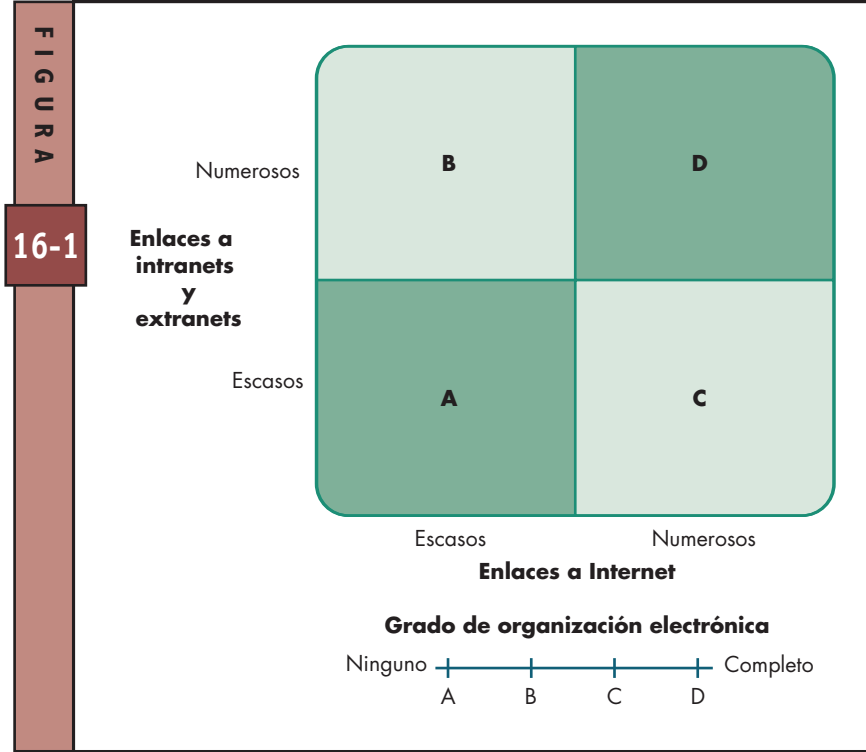 FIGURA
16-1
Numerosos
B
D
Enlaces a
intranets
y
extranets
Escasos
A
C
Escasos
Numerosos
Enlaces a Internet
Grado de organización electrónica
Ninguno
Completo
A
B
C
D